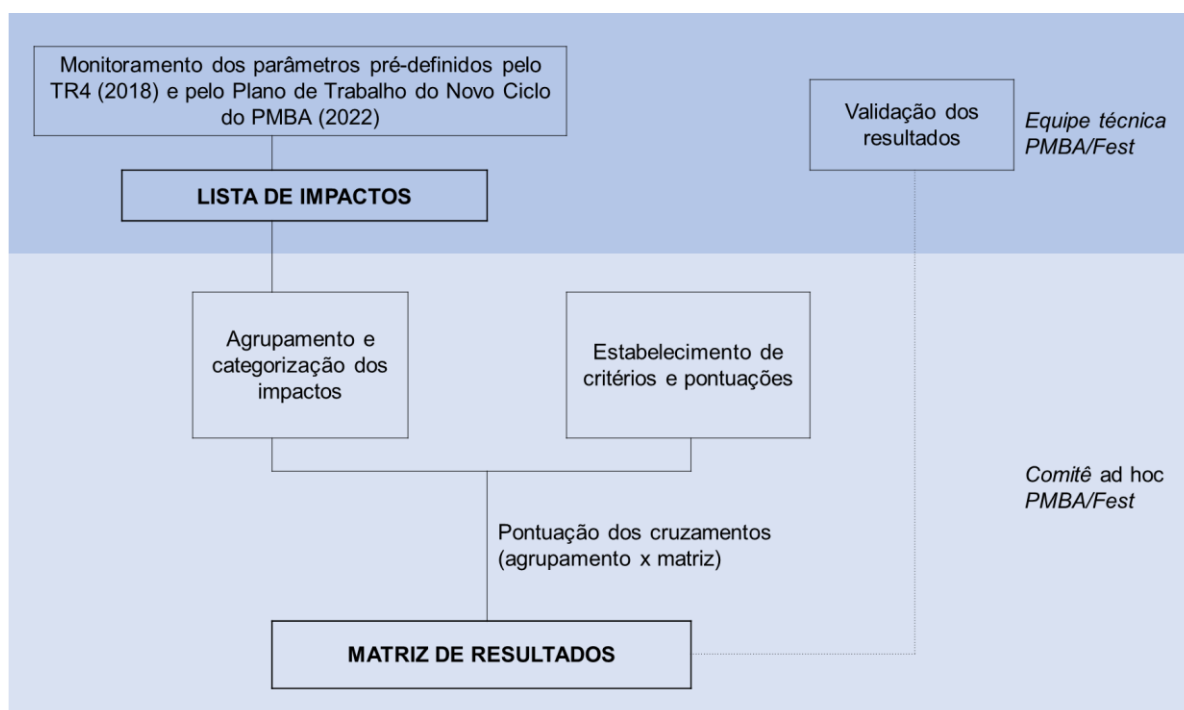 Monitoramento dos parâmetros pré-definidos pelo
TR4 (2018) e pelo Plano de Trabalho do Novo Ciclo
do PMBA (2022)
Validação dos
resultados
Equipe técnica
PMBA/Fest
LISTA DE IMPACTOS
Agrupamento e
categorização dos
impactos
Estabelecimento de
critérios e pontuações
Comitê ad hoc
PMBA/Fest
Pontuação dos cruzamentos
(agrupamento x matriz)
MATRIZ DE RESULTADOS